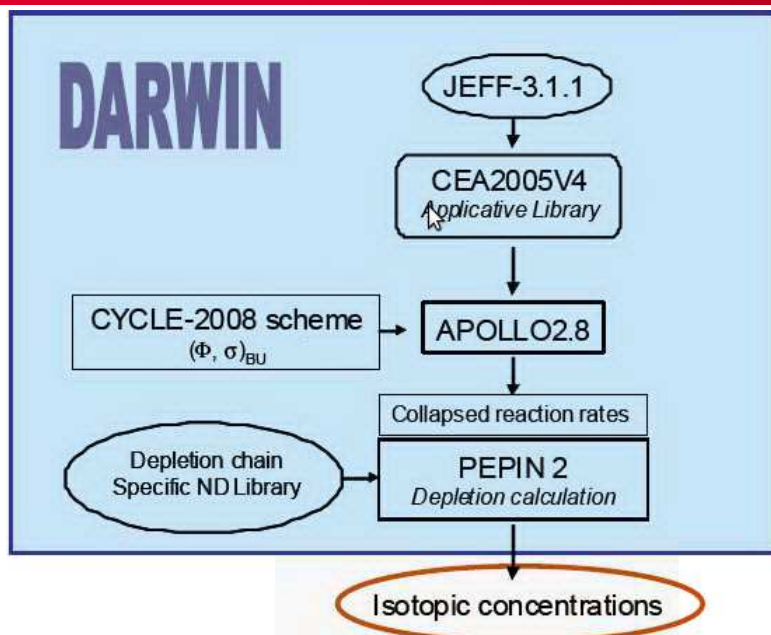 DARWIN
JEFF-3.1.1
CEA2005V4
Applicative Library
CYCLE-2008 scheme
(Φ, σ)BU
APOLLO2.8
Collapsed reaction rates
Depletion chain
Specific ND Library
PEPIN 2
Depletion calculation
Isotopic concentrations